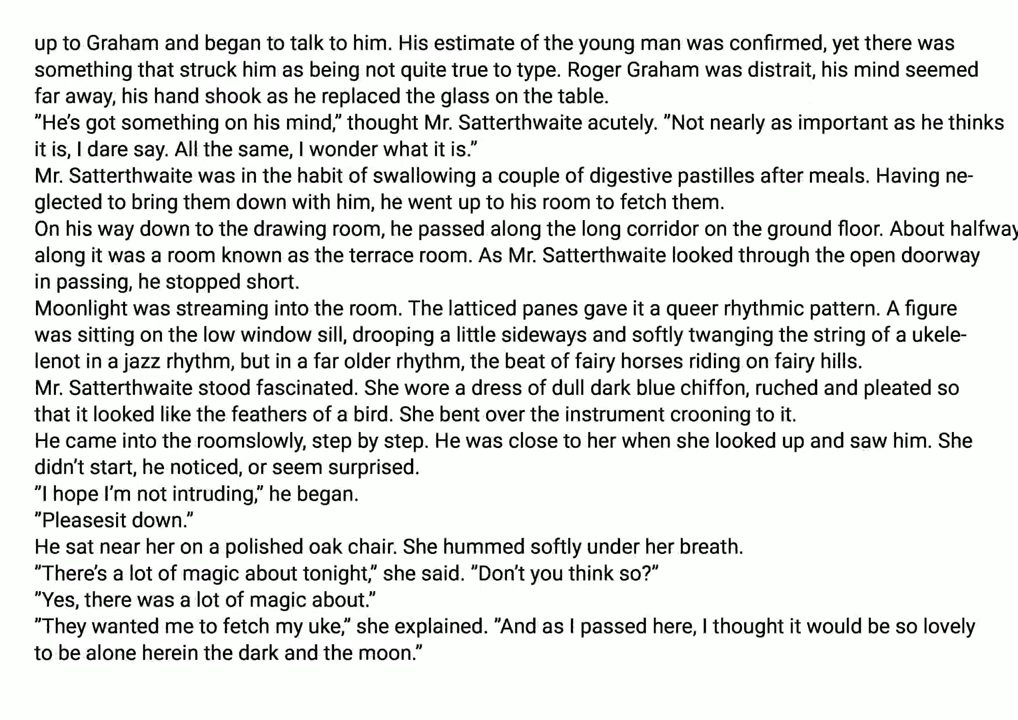 up to Graham and began to talk to him. His estimate of the young man was confirmed, yet there was
something that struck him as being not quite true to type. Roger Graham was distrait, his mind seemed
far away, his hand shook as he replaced the glass on the table.
”He’s got something on his mind,” thought Mr. Satterthwaite acutely. ”Not nearly as important as he thinks
it is, I dare say. All the same, I wonder what it is.”
Mr. Satterthwaite was in the habit of swallowing a couple of digestive pastilles after meals. Having ne-
glected to bring them down with him, he went up to his room to fetch them.
On his way down to the drawing room, he passed along the long corridor on the ground floor. About halfway
along it was a room known as the terrace room. As Mr. Satterthwaite looked through the open doorway
in passing, he stopped short.
Moonlight was streaming into the room. The latticed panes gave it a queer rhythmic pattern. A figure
was sitting on the low window sill, drooping a little sideways and softly twanging the string of a ukele-
lenot in a jazz rhythm, but in a far older rhythm, the beat of fairy horses riding on fairy hills.
Mr. Satterthwaite stood fascinated. She wore a dress of dull dark blue chiffon, ruched and pleated so
that it looked like the feathers of a bird. She bent over the instrument crooning to it.
He came into the roomslowly, step by step. He was close to her when she looked up and saw him. She
didn’t start, he noticed, or seem surprised.
”I hope I’m not intruding,” he began.
”Pleasesit down.”
He sat near her on a polished oak chair. She hummed softly under her breath.
”There’s a lot of magic about tonight,” she said. ”Don’t you think so?”
”Yes, there was a lot of magic about.”
”They wanted me to fetch my uke,” she explained. ”And as I passed here, I thought it would be so lovely
to be alone herein the dark and the moon.”